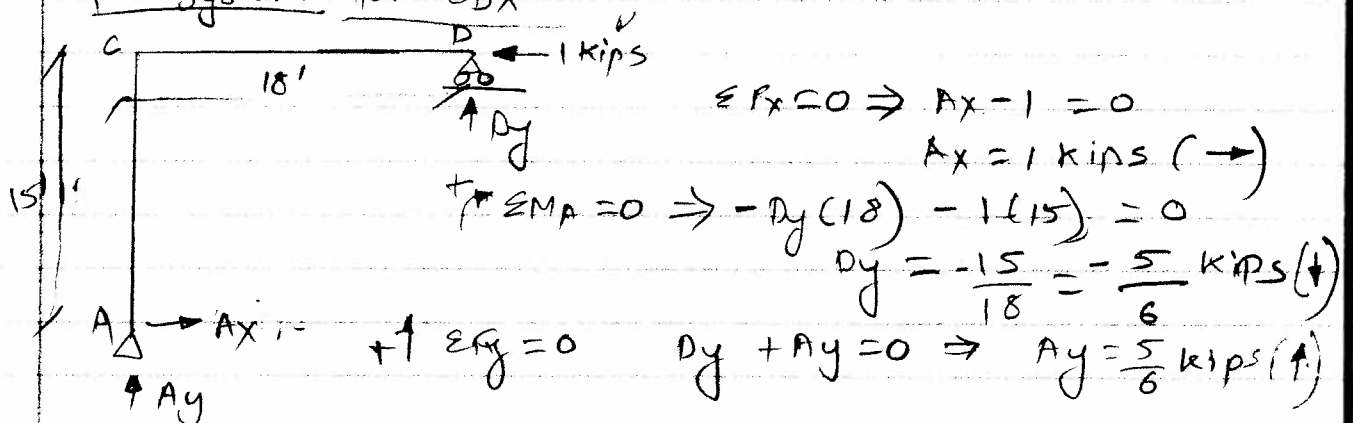 C D ← 1 Kips
18'
↑ Dy
15'
ΣFx = 0 ⇒ Ax - 1 = 0
Ax = 1 Kips (→)
ΣMA = 0 ⇒ - Dy (18) - 1 (15) = 0
Dy = -15/18 = -5/6 Kips (↓)
A → Ax
↑ Ay
+↑ ΣFy = 0 Dy + Ay = 0 ⇒ Ay = 5/6 kips (↑)